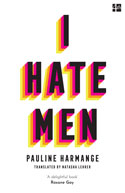 I
HATE
MEN
PAULINE HARMANGE
TRANSLATED BY NATASHA LEHRER
A delightful book
Roxane Gay